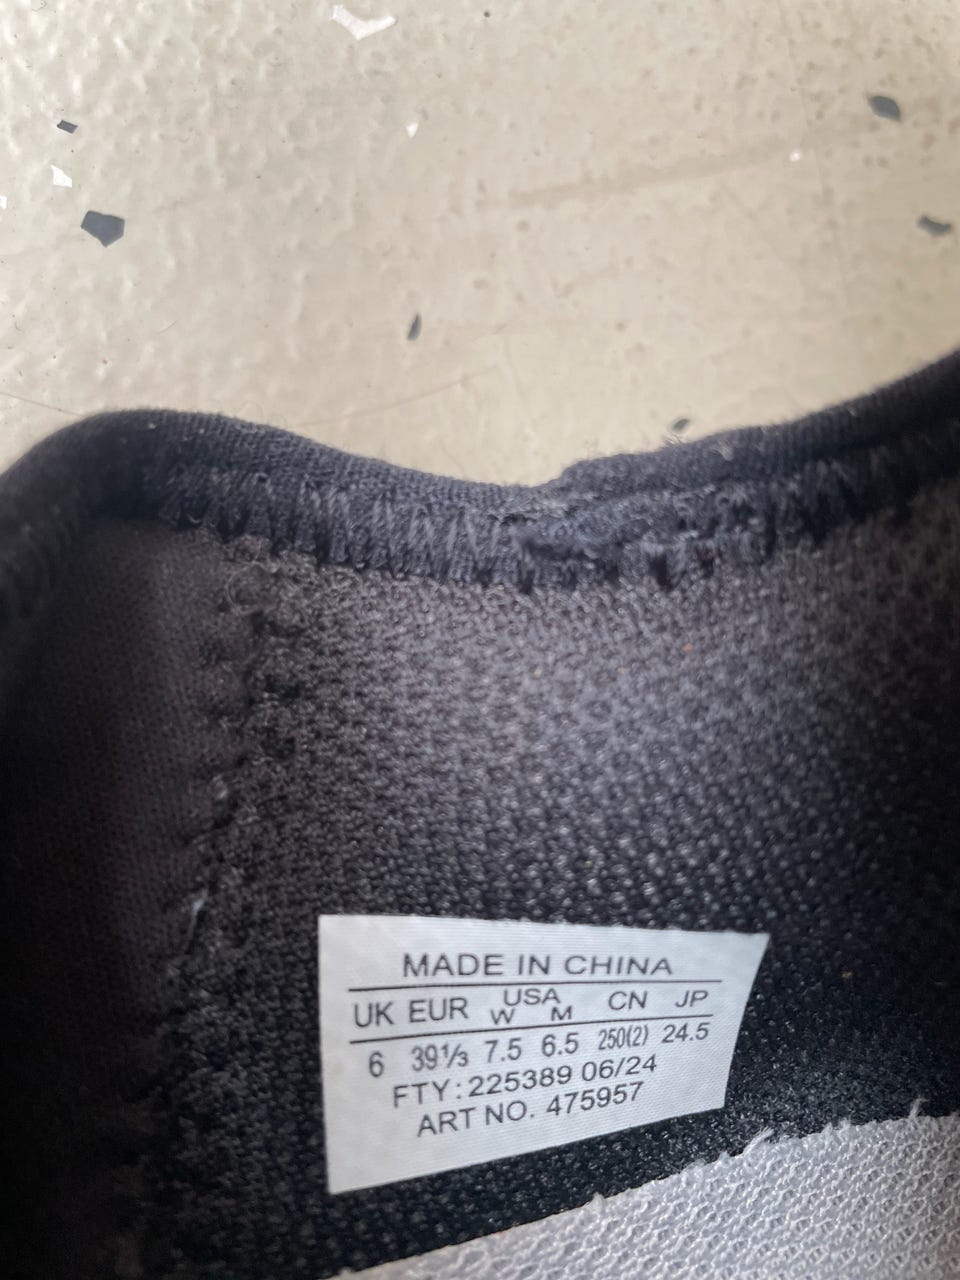 MADE IN CHINA
UK EUR USA CN JP
W M
6 39⅓ 7.5 6.5 250(2) 24.5
FTY: 225389 06/24
ART NO. 475957